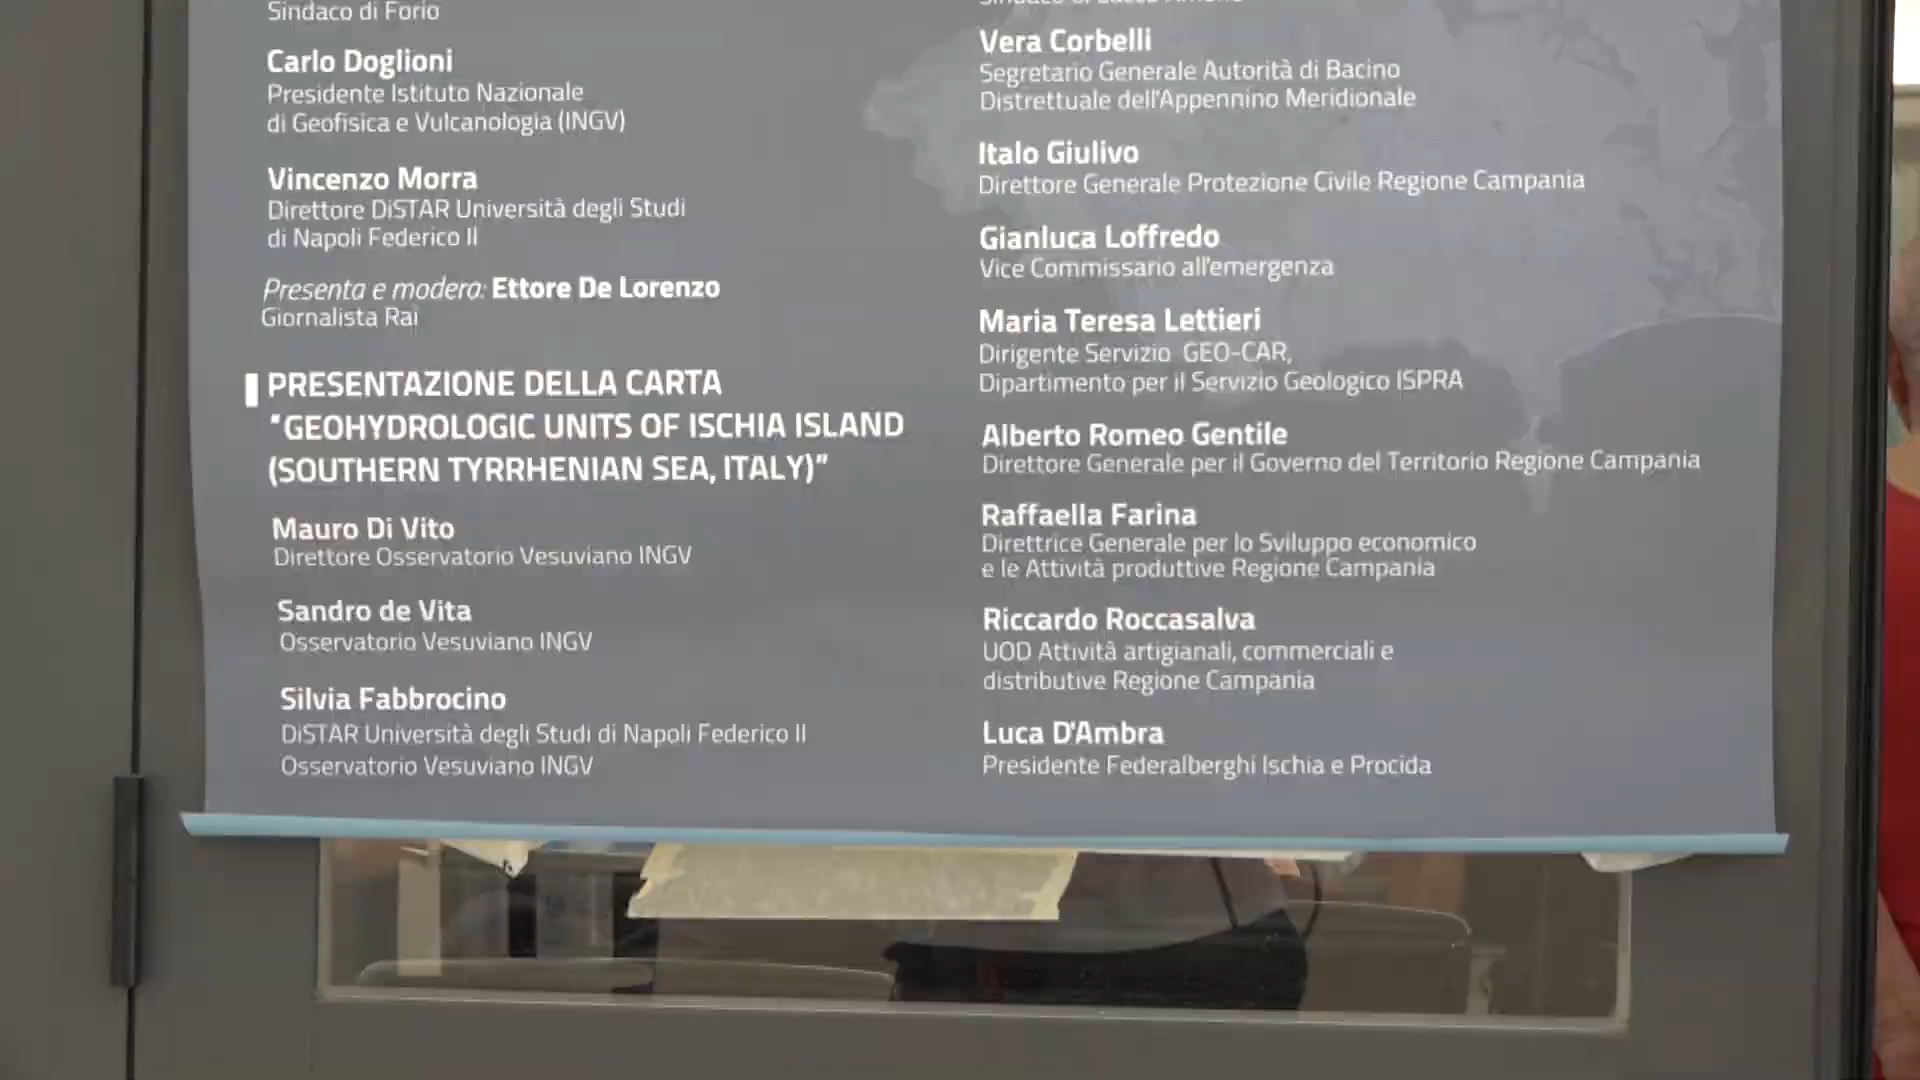 Sindaco di Forio
Carlo Doglioni
Presidente Istituto Nazionale
di Geofisica e Vulcanologia (INGV)
Vincenzo Morra
Direttore DiSTAR Università degli Studi
di Napoli Federico II
Presenta e modera: Ettore De Lorenzo
Giornalista Rai
PRESENTAZIONE DELLA CARTA
"GEOHYDROLOGIC UNITS OF ISCHIA ISLAND
(SOUTHERN TYRRHENIAN SEA, ITALY)"
Mauro Di Vito
Direttore Osservatorio Vesuviano INGV
Sandro de Vita
Osservatorio Vesuviano INGV
Silvia Fabbrocino
DiSTAR Università degli Studi di Napoli Federico II
Osservatorio Vesuviano INGV
Vera Corbelli
Segretario Generale Autorità di Bacino
Distrettuale dell'Appennino Meridionale
Italo Giulivo
Direttore Generale Protezione Civile Regione Campania
Gianluca Loffredo
Vice Commissario all'emergenza
Maria Teresa Lettieri
Dirigente Servizio GEO-CAR,
Dipartimento per il Servizio Geologico ISPRA
Alberto Romeo Gentile
Direttore Generale per il Governo del Territorio Regione Campania
Raffaella Farina
Direttrice Generale per lo Sviluppo economico
e le Attività produttive Regione Campania
Riccardo Roccasalva
UOD Attività artigianali, commerciali e
distributive Regione Campania
Luca D'Ambra
Presidente Federalberghi Ischia e Procida